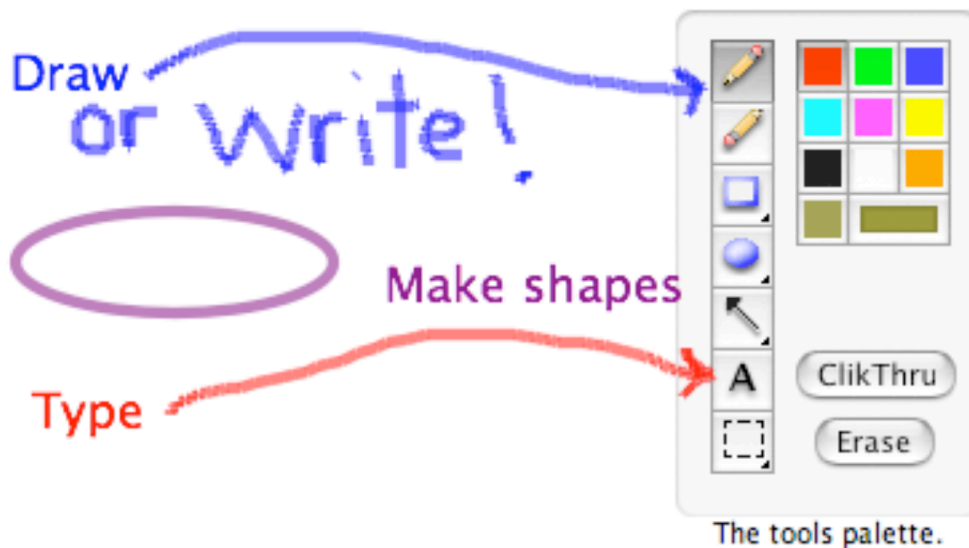 Draw
or Write!
Make shapes
Type
A
ClikThru
Erase
The tools palette.